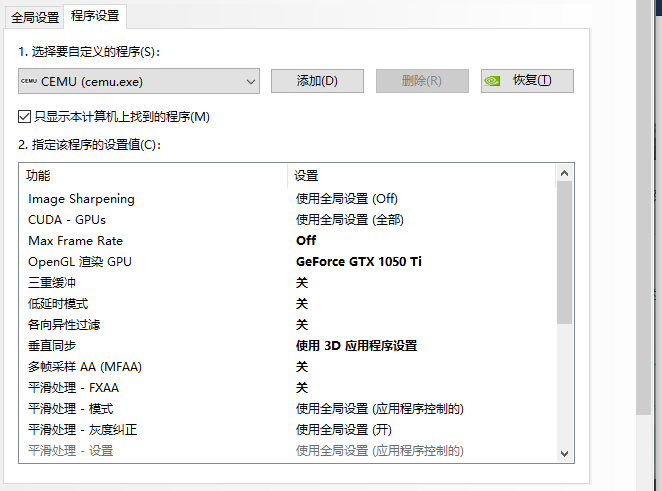 全局设置 程序设置
1. 选择要自定义的程序(S):
CEMU CEMU (cemu.exe) 添加(D) 删除(R) 恢复(T)
只显示本计算机上找到的程序(M)
2. 指定该程序的设置值(C):
功能 设置
Image Sharpening 使用全局设置 (Off)
CUDA - GPUs 使用全局设置 (全部)
Max Frame Rate Off
OpenGL 渲染 GPU GeForce GTX 1050 Ti
三重缓冲 关
低延时模式 关
各向异性过滤 关
垂直同步 使用 3D 应用程序设置
多帧采样 AA (MFAA) 关
平滑处理 - FXAA 关
平滑处理 - 模式 使用全局设置 (应用程序控制的)
平滑处理 - 灰度纠正 使用全局设置 (开)
平滑处理 - 设置 使用全局设置 (应用程序控制的)